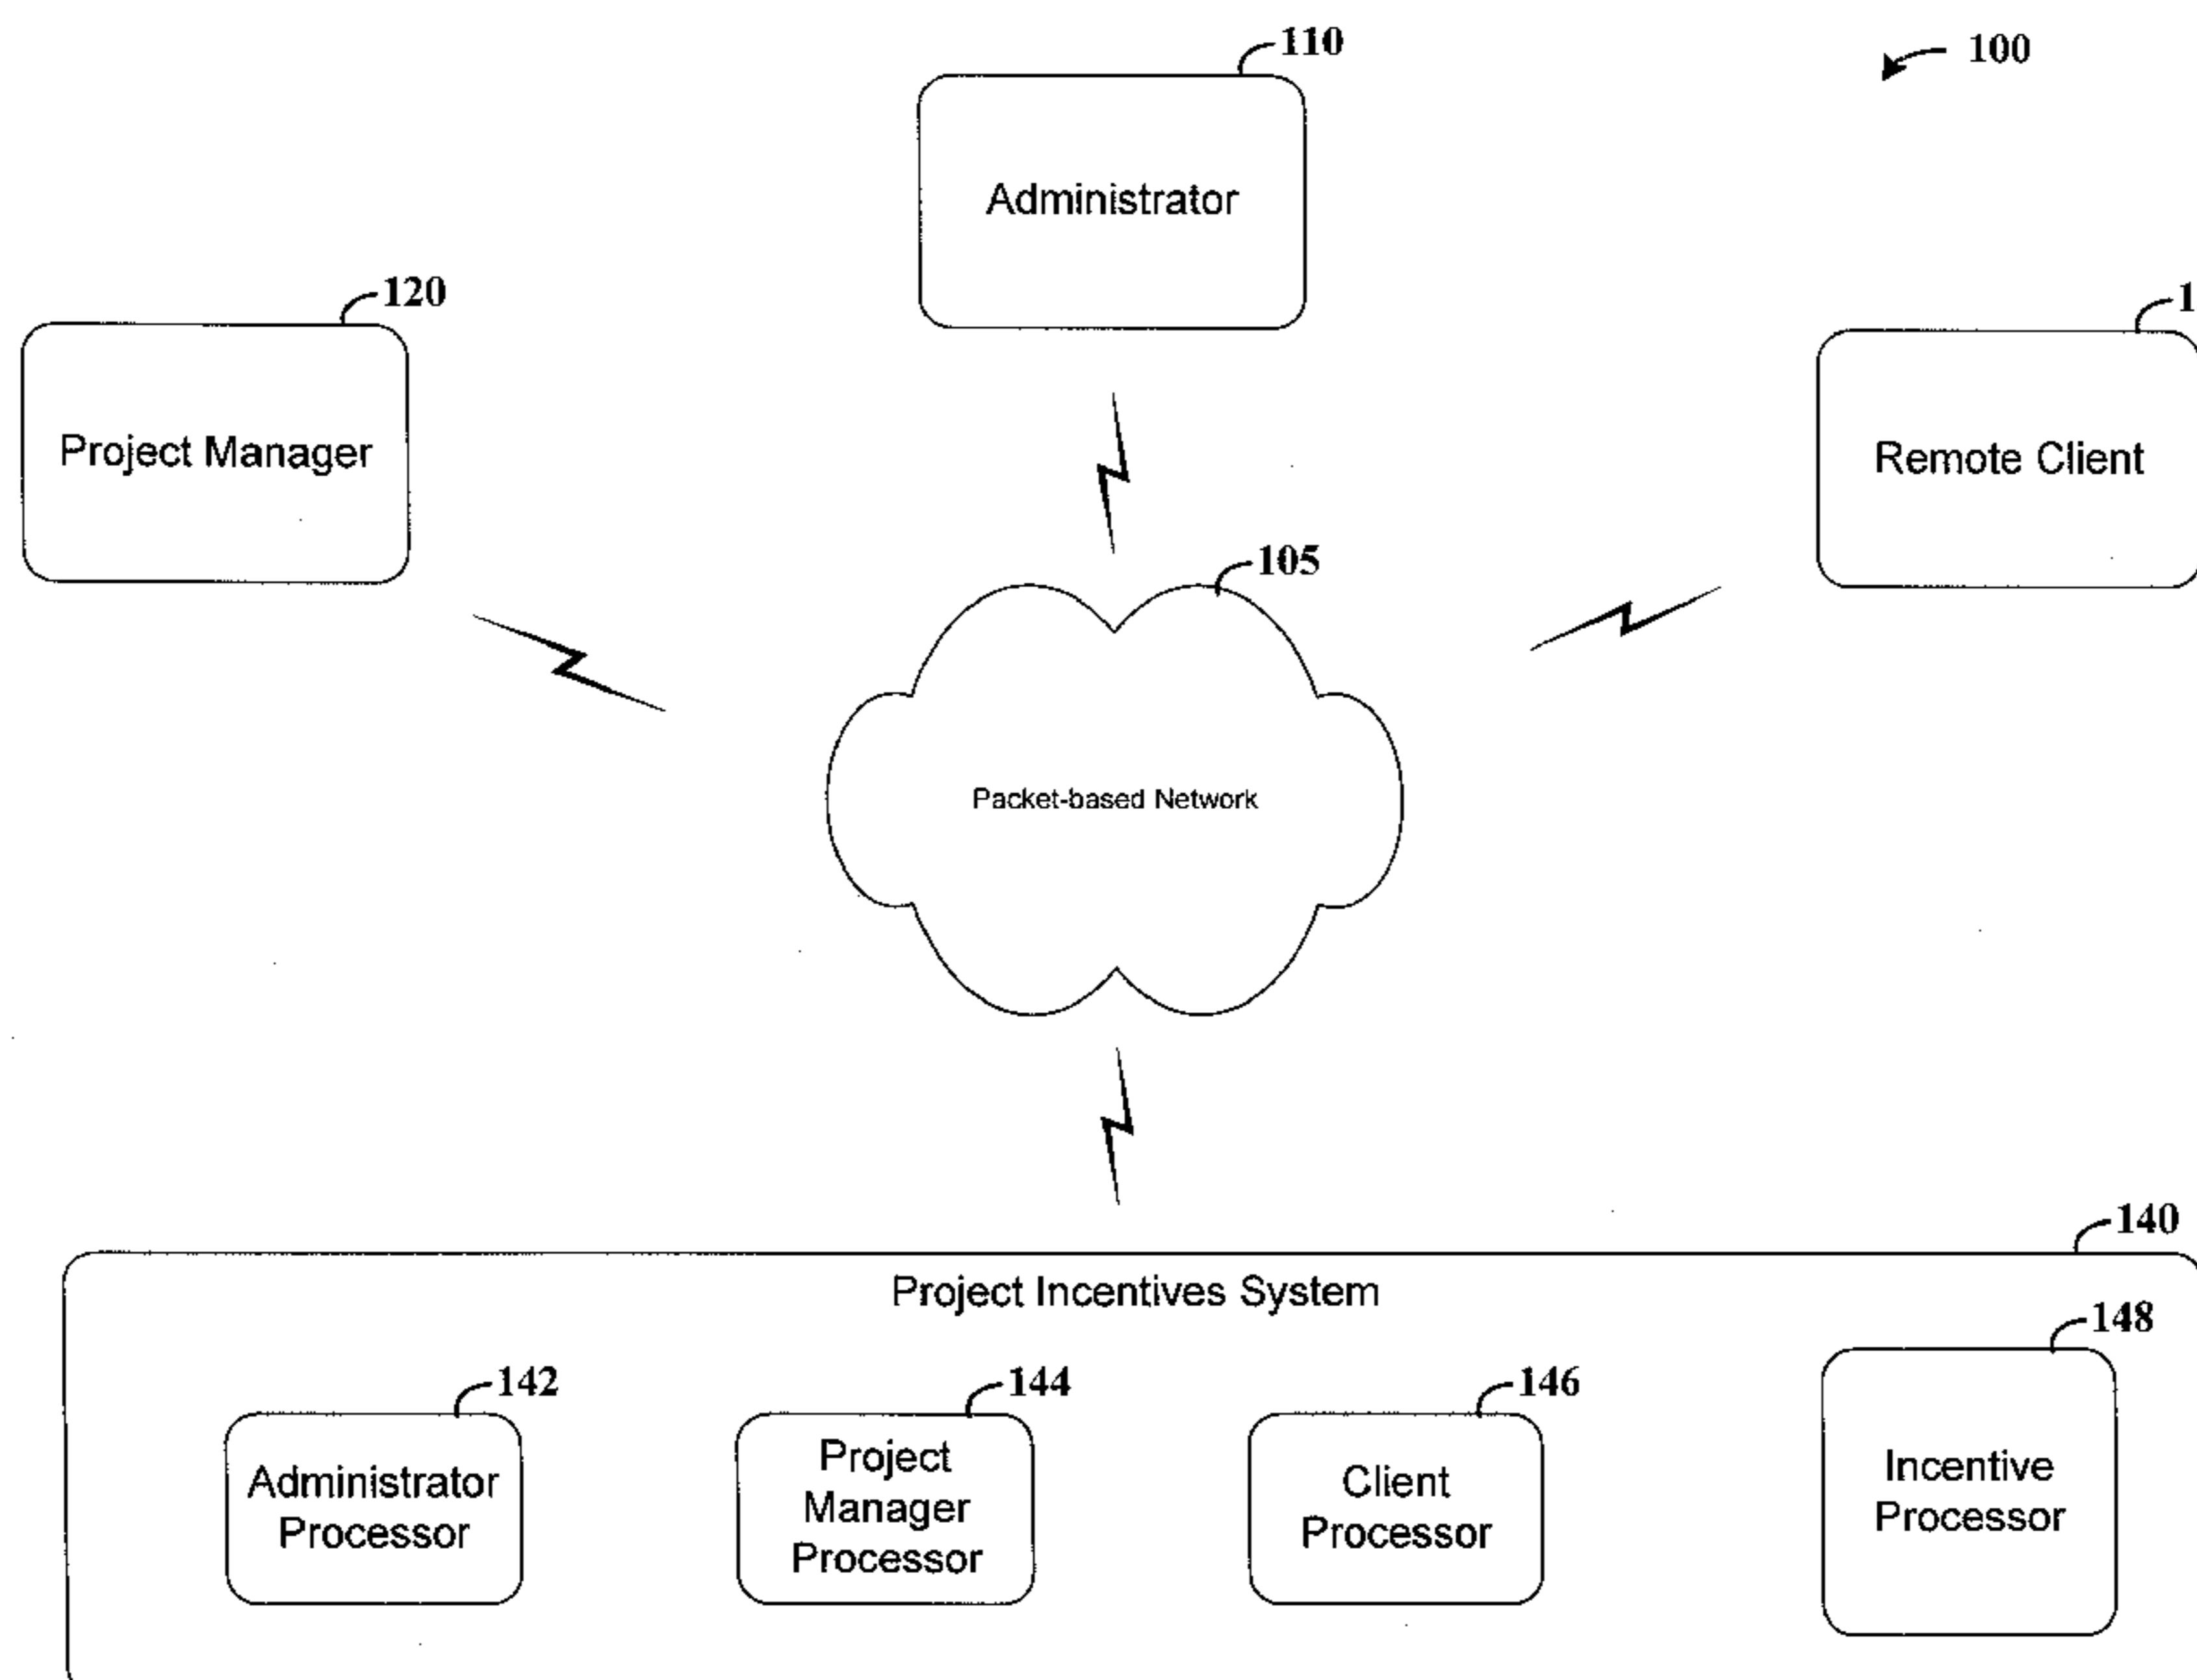 110
100
Administrator
120
1
Project Manager
Remote Client
105
Packet-based Network
140
Project Incentives System
148
142
144
146
Administrator
Processor
Project
Manager
Processor
Client
Processor
Incentive
Processor